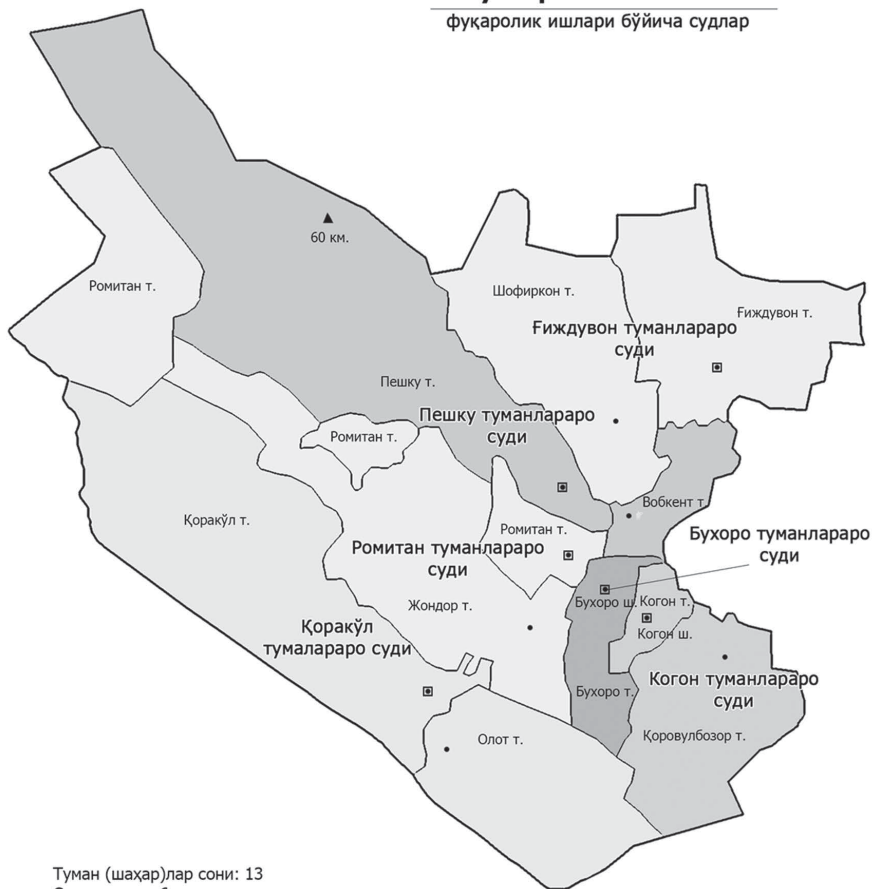 фуқаролик ишлари бўйича судлар
60 км.
Ромитан т.
Шофиркон т.
Ғиждувон т.
Ғиждувон туманлараро
суди
Пешку т.
Пешку туманлараро
суди
Ромитан т.
Вобкент т.
Қоракўл т.
Ромитан т.
Бухоро туманлараро
суди
Ромитан туманлараро
суди
Жондор т.
Бухоро ш.
Когон т.
Когон ш.
Қоракўл
тумалараро суди
Когон туманлараро
суди
Бухоро т.
Олот т.
Қоровулбозор т.
Туман (шаҳар)лар сони: 13